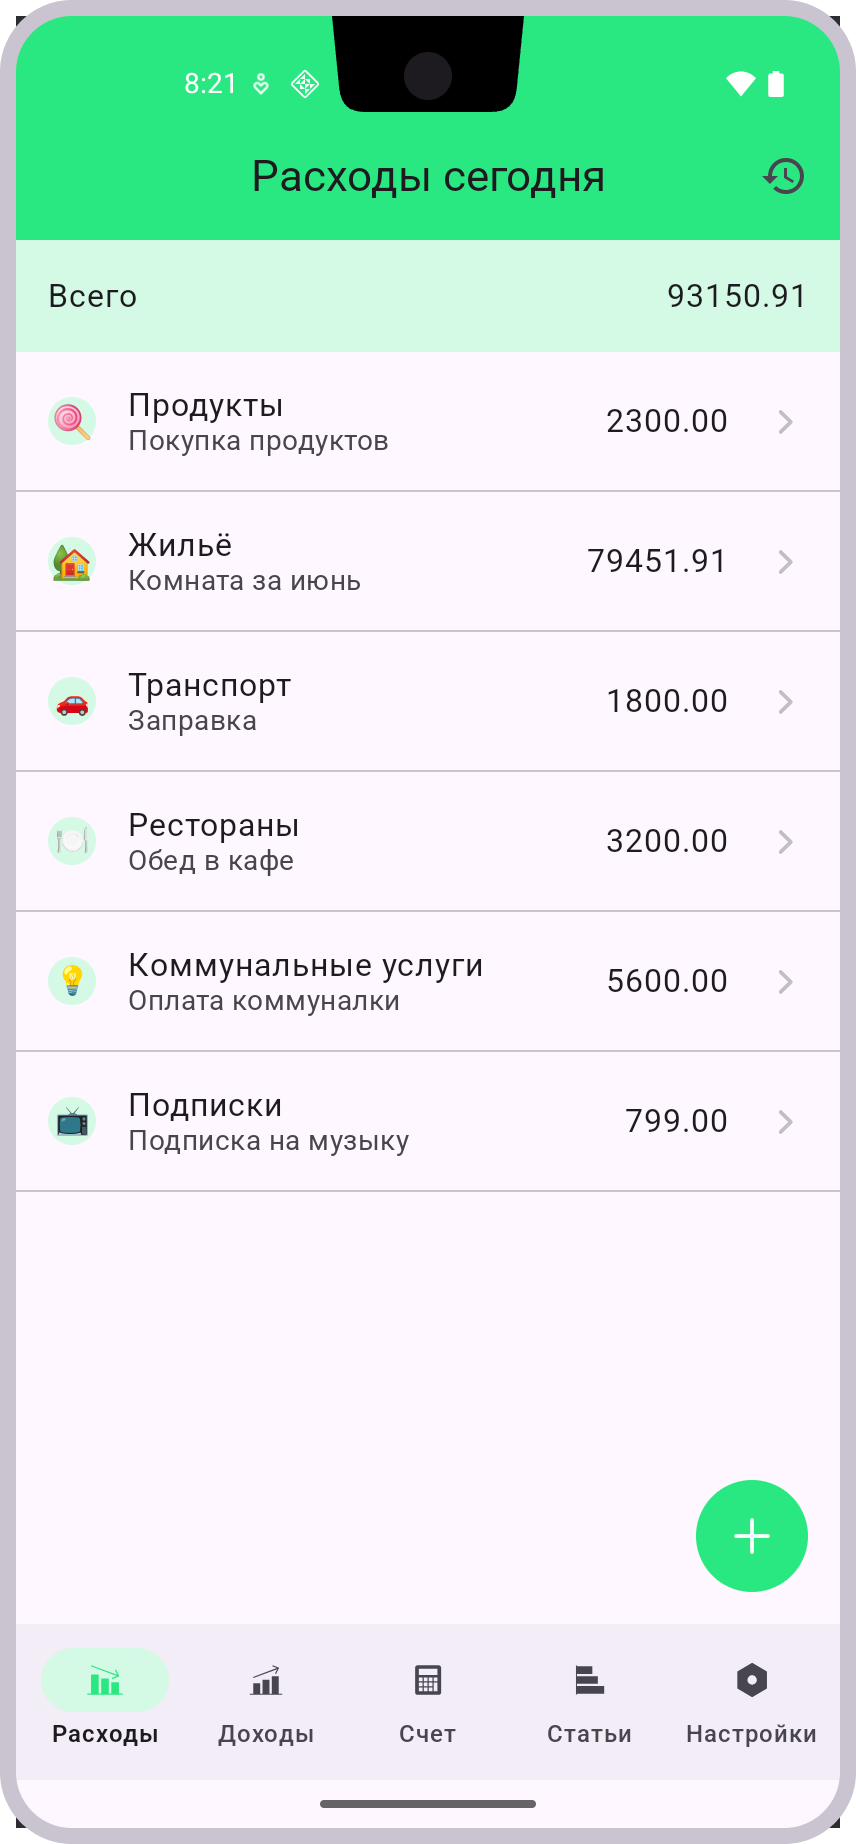 8:21
Расходы сегодня
Всего 93150.91
Продукты
Покупка продуктов
2300.00
Жильё
Комната за июнь
79451.91
Транспорт
Заправка
1800.00
Рестораны
Обед в кафе
3200.00
Коммунальные услуги
Оплата коммуналки
5600.00
Подписки
Подписка на музыку
799.00
Расходы Доходы Счет Статьи Настройки